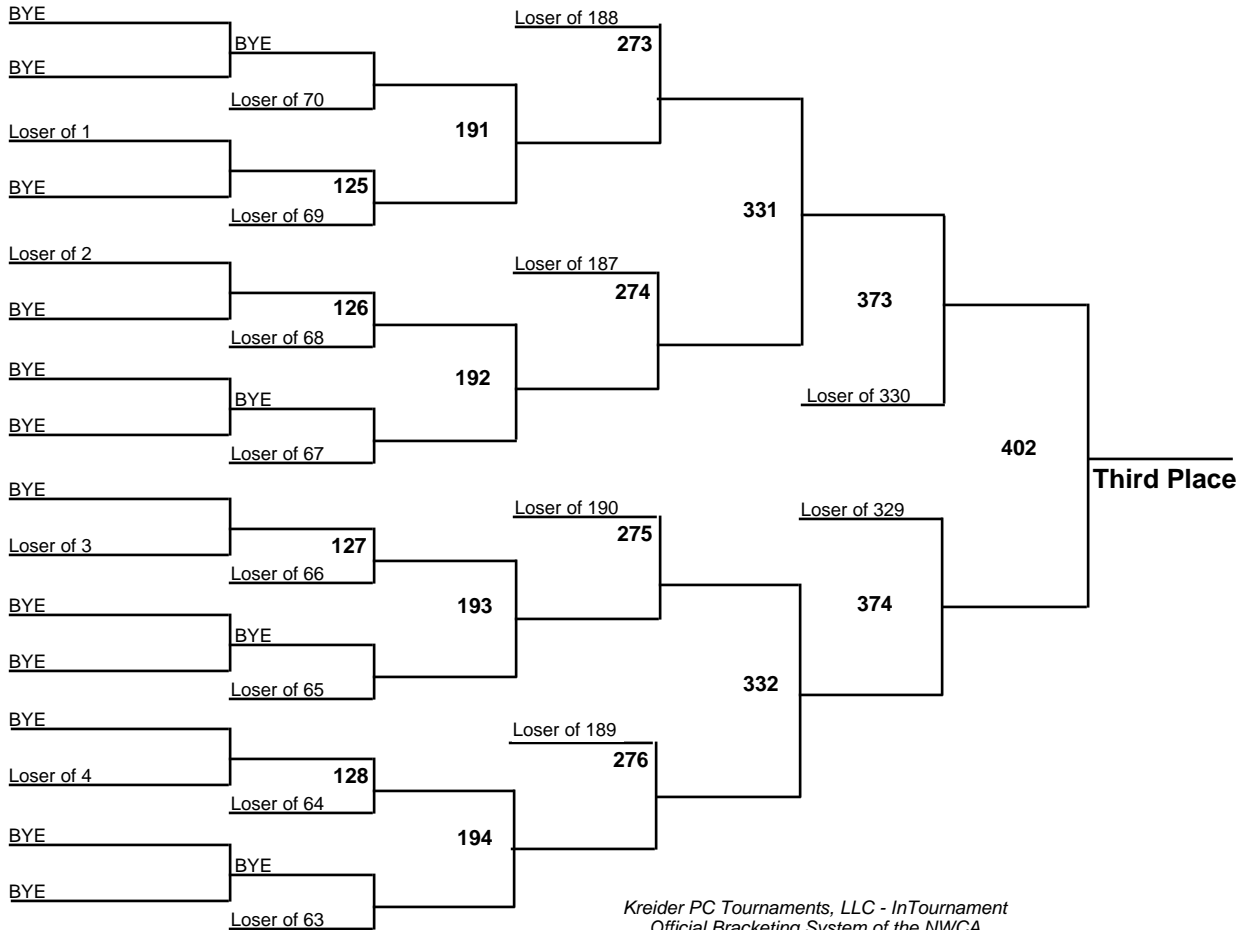 BYE
BYE
BYE
Loser of 70
Loser of 1
BYE
125
Loser of 69
191
Loser of 188
273
Loser of 2
BYE
126
Loser of 68
BYE
BYE
BYE
Loser of 67
192
Loser of 187
274
331
373
Loser of 330
BYE
Loser of 3
127
Loser of 66
BYE
BYE
BYE
Loser of 65
193
Loser of 190
275
BYE
Loser of 4
128
Loser of 64
BYE
BYE
BYE
Loser of 63
194
Loser of 189
276
332
Loser of 329
374
402
Third Place
Kreider PC Tournaments, LLC - InTournament
Official Bracketing System of the NWCA